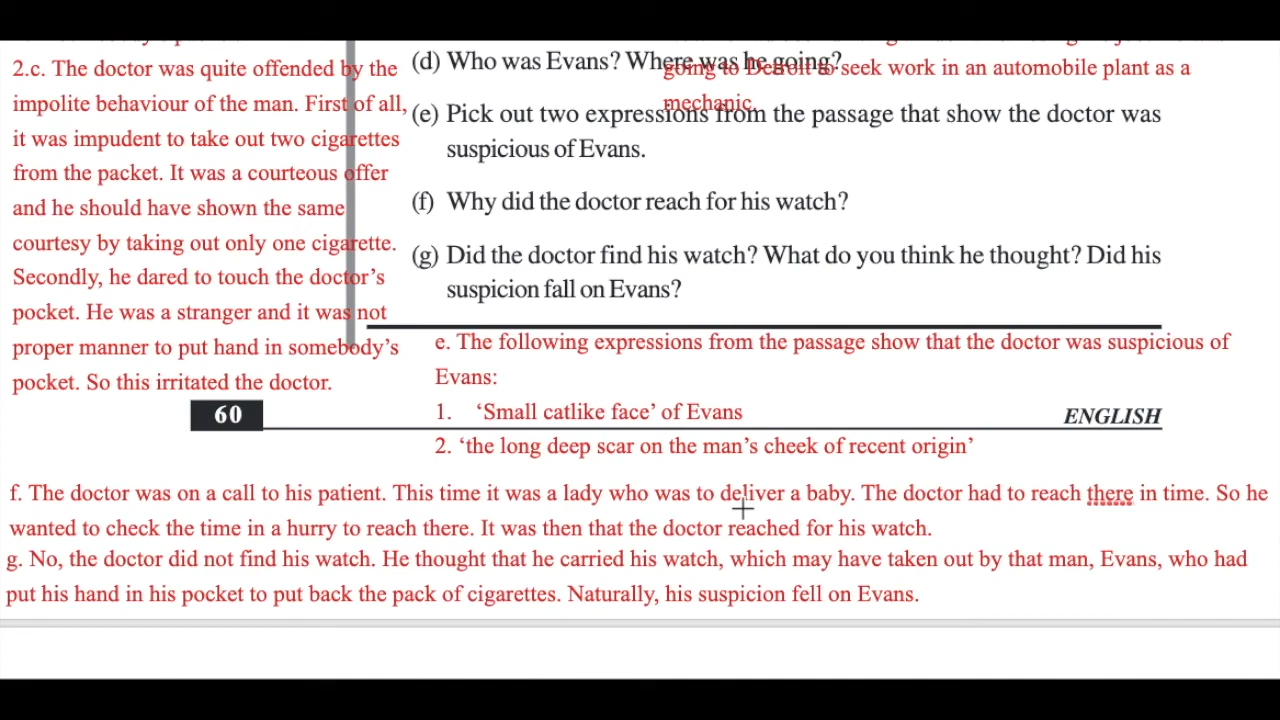 2.c. The doctor was quite offended by the
impolite behaviour of the man. First of all,
it was impudent to take out two cigarettes
from the packet. It was a courteous offer
and he should have shown the same
courtesy by taking out only one cigarette.
Secondly, he dared to touch the doctor's
pocket. He was a stranger and it was not
proper manner to put hand in somebody's
pocket. So this irritated the doctor.
(d) Who was Evans? Where was he going?
going to Detroit to seek work in an automobile plant as a
mechanic.
(e) Pick out two expressions from the passage that show the doctor was
suspicious of Evans.
(f) Why did the doctor reach for his watch?
(g) Did the doctor find his watch? What do you think he thought? Did his
suspicion fall on Evans?
e. The following expressions from the passage show that the doctor was suspicious of
Evans:
1. ‘Small catlike face’ of Evans
2. ‘the long deep scar on the man’s cheek of recent origin’
60
ENGLISH
f. The doctor was on a call to his patient. This time it was a lady who was to deliver a baby. The doctor had to reach there in time. So he
wanted to check the time in a hurry to reach there. It was then that the doctor reached for his watch.
g. No, the doctor did not find his watch. He thought that he carried his watch, which may have taken out by that man, Evans, who had
put his hand in his pocket to put back the pack of cigarettes. Naturally, his suspicion fell on Evans.